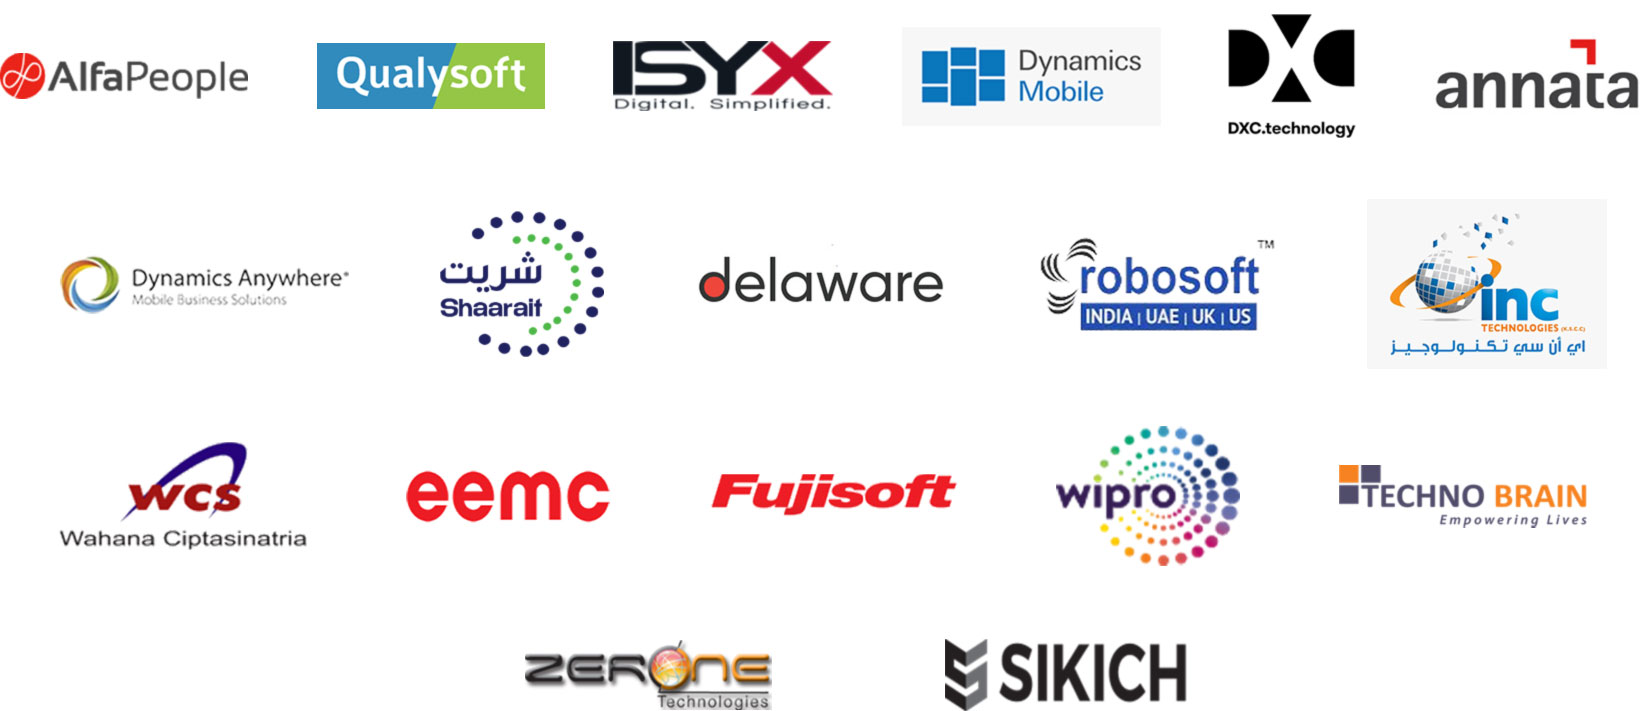 AlfaPeople
Qualysoft
ISYX
Digital. Simplified.
Dynamics
Mobile
DXC.technology
annata
Dynamics Anywhere®
Mobile Business Solutions
شريت
Shaarait
delaware
robosoft™
INDIA | UAE | UK | US
inc
TECHNOLOGIES (K.S.C.C)
اي أن سي تكنولوجيز
wcs
Wahana Ciptasinatria
eemc
Fujisoft
wipro
TECHNO BRAIN
Empowering Lives
ZERONE
Technologies
SIKICH